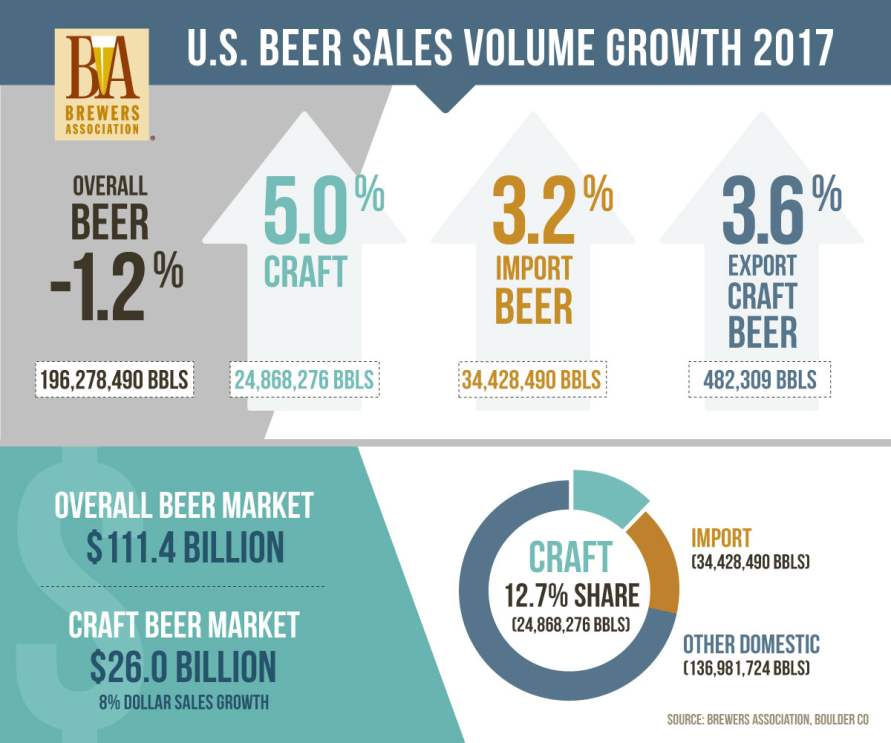 BA
BREWERS
ASSOCIATION
®
U.S. BEER SALES VOLUME GROWTH 2017
OVERALL
BEER
-1.2%
196,278,490 BBLS
5.0%
CRAFT
24,868,276 BBLS
3.2%
IMPORT
BEER
34,428,490 BBLS
3.6%
EXPORT
CRAFT
BEER
482,309 BBLS
OVERALL BEER MARKET
$111.4 BILLION
CRAFT BEER MARKET
$26.0 BILLION
8% DOLLAR SALES GROWTH
CRAFT
12.7% SHARE
(24,868,276 BBLS)
IMPORT
(34,428,490 BBLS)
OTHER DOMESTIC
(136,981,724 BBLS)
SOURCE: BREWERS ASSOCIATION, BOULDER CO